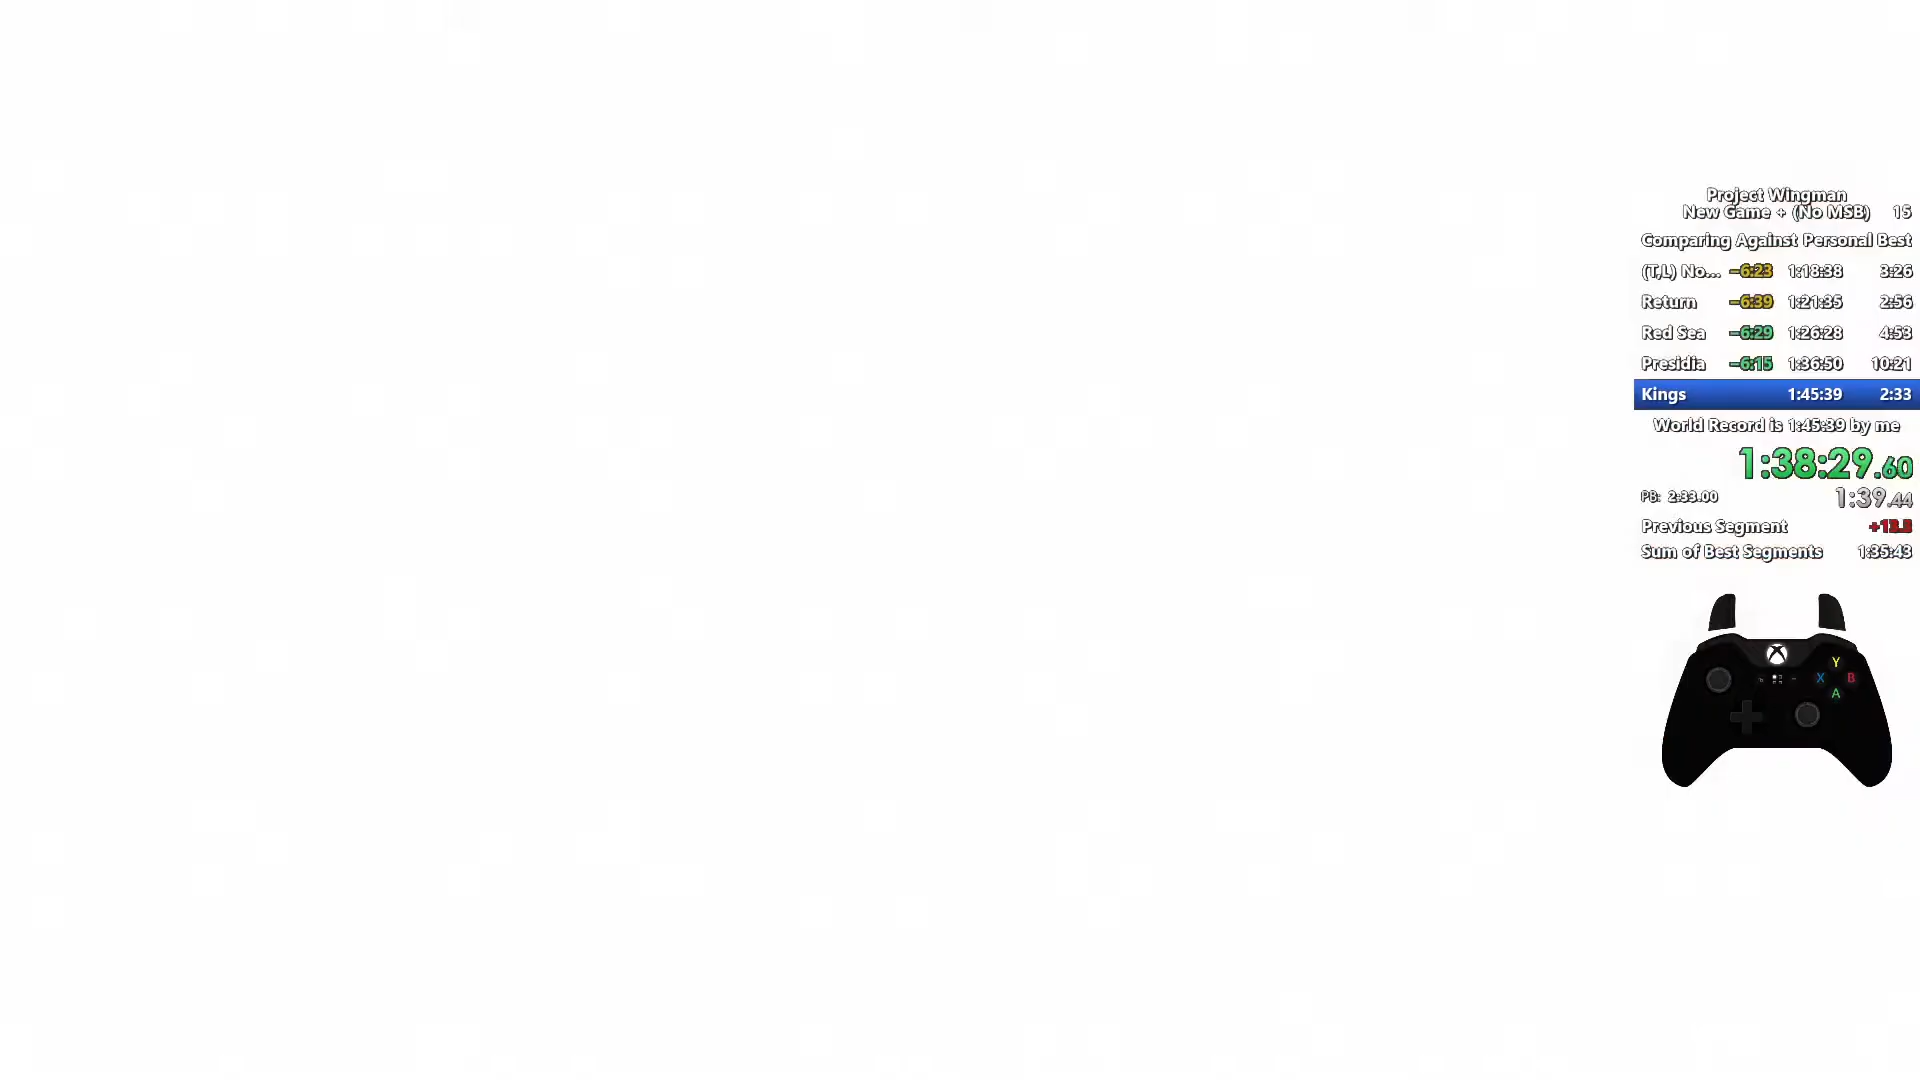 Project Wingman
New Game + (No MSB) 15
Comparing Against Personal Best
(T,L) No... -6:23 1:18:38 3:26
Return -6:39 1:21:35 2:56
Red Sea -6:29 1:26:28 4:53
Presidia -6:15 1:36:50 10:21
Kings 1:45:39 2:33
World Record is 1:45:39 by me
1:38:29.60
PB: 2:33.00 1:39.44
Previous Segment
Sum of Best Segments 1:35:43
Y
X B
A